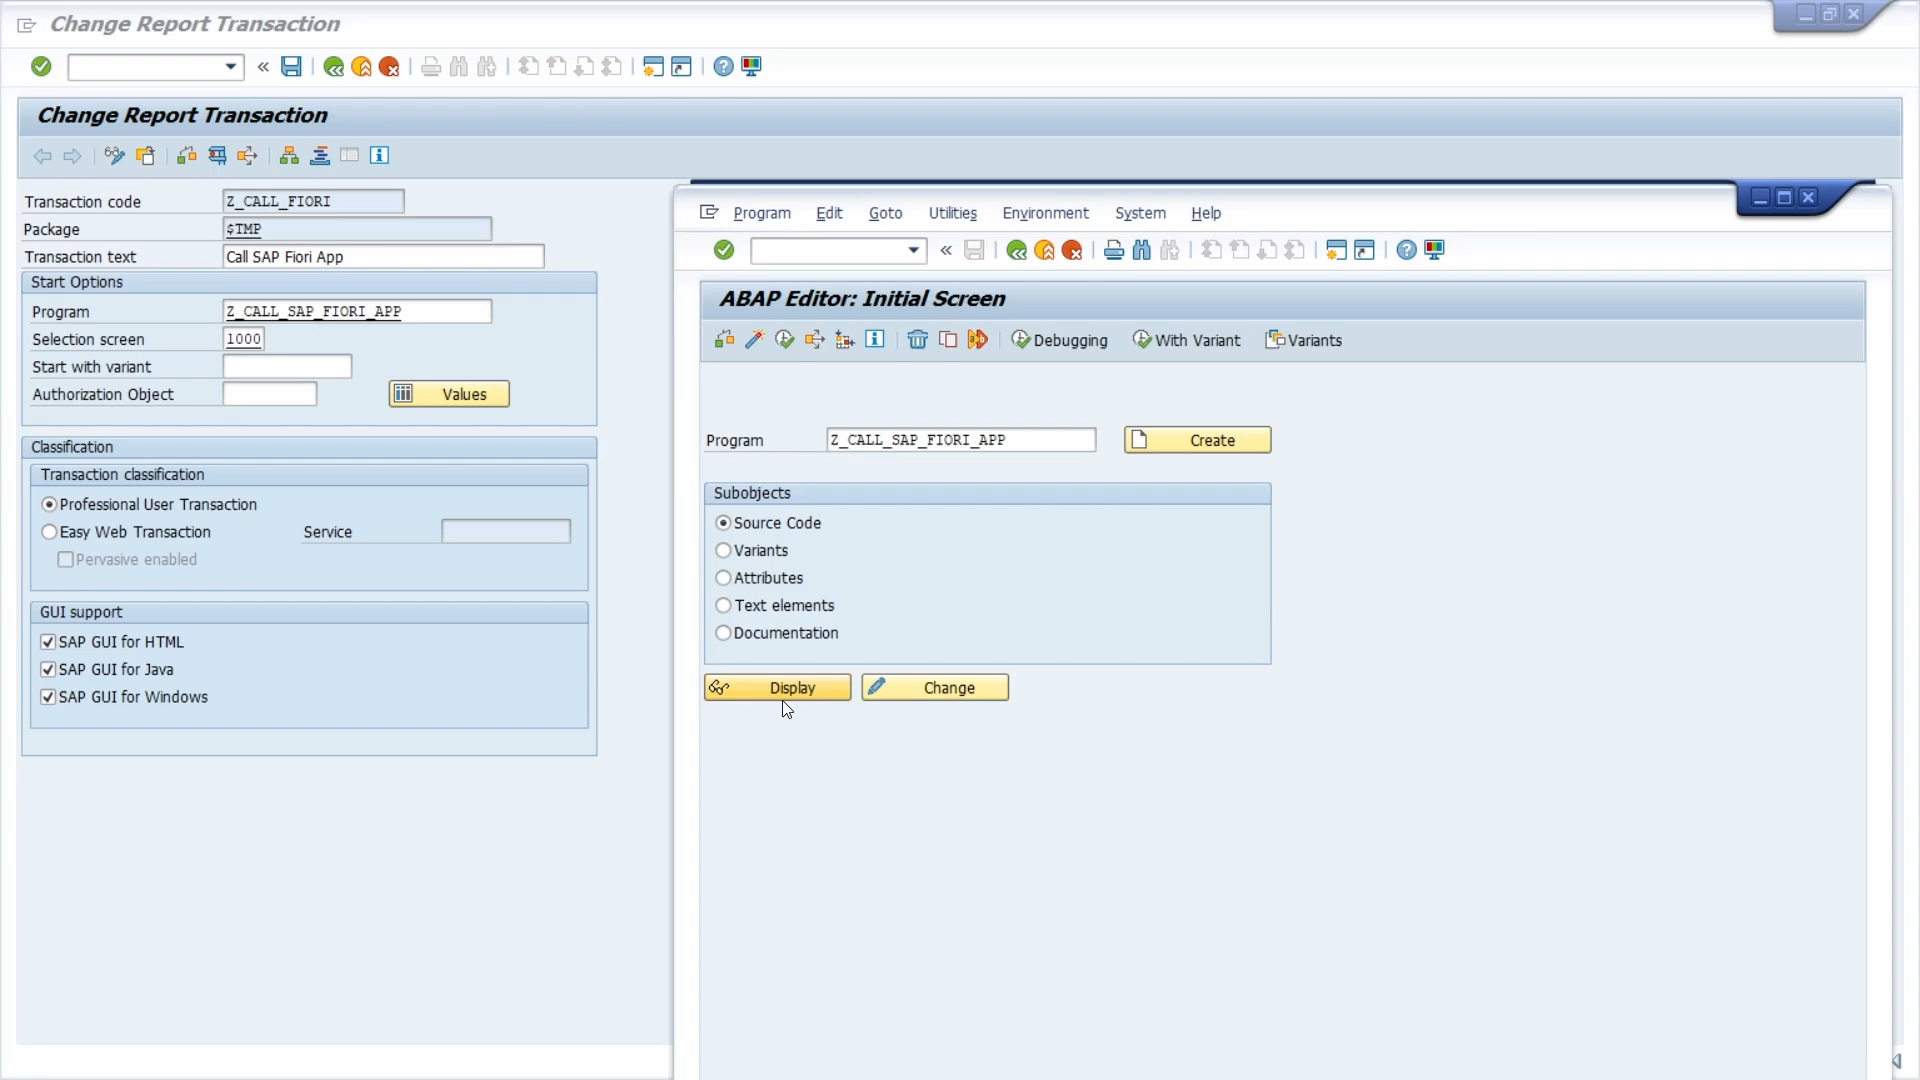 Change Report Transaction
Change Report Transaction
Transaction code Z_CALL_FIORI
Package $TMP
Transaction text Call SAP Fiori App
Start Options
Program Z_CALL_SAP_FIORI_APP
Selection screen 1000
Start with variant
Authorization Object Values
Classification
Transaction classification
Professional User Transaction
Easy Web Transaction Service
Pervasive enabled
GUI support
SAP GUI for HTML
SAP GUI for Java
SAP GUI for Windows
Program Edit Goto Utilities Environment System Help
ABAP Editor: Initial Screen
Debugging With Variant Variants
Program Z_CALL_SAP_FIORI_APP Create
Subobjects
Source Code
Variants
Attributes
Text elements
Documentation
Display Change